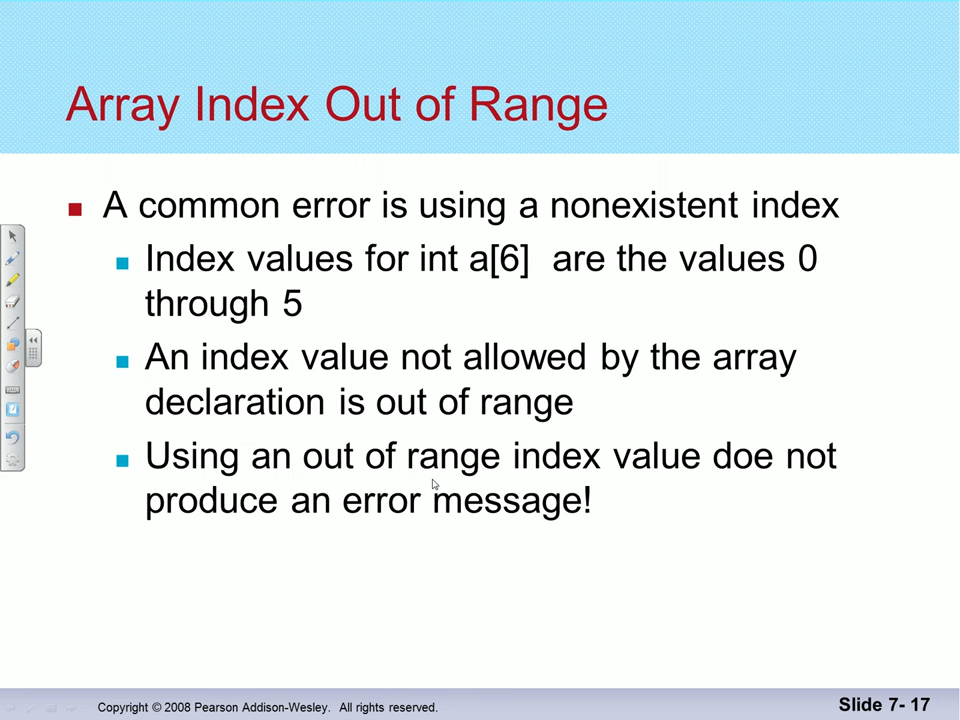 Array Index Out of Range
A common error is using a nonexistent index
Index values for int a[6]  are the values 0
through 5
An index value not allowed by the array
declaration is out of range
Using an out of range index value doe not
produce an error message!
Copyright © 2008 Pearson Addison-Wesley.  All rights reserved.
Slide 7- 17